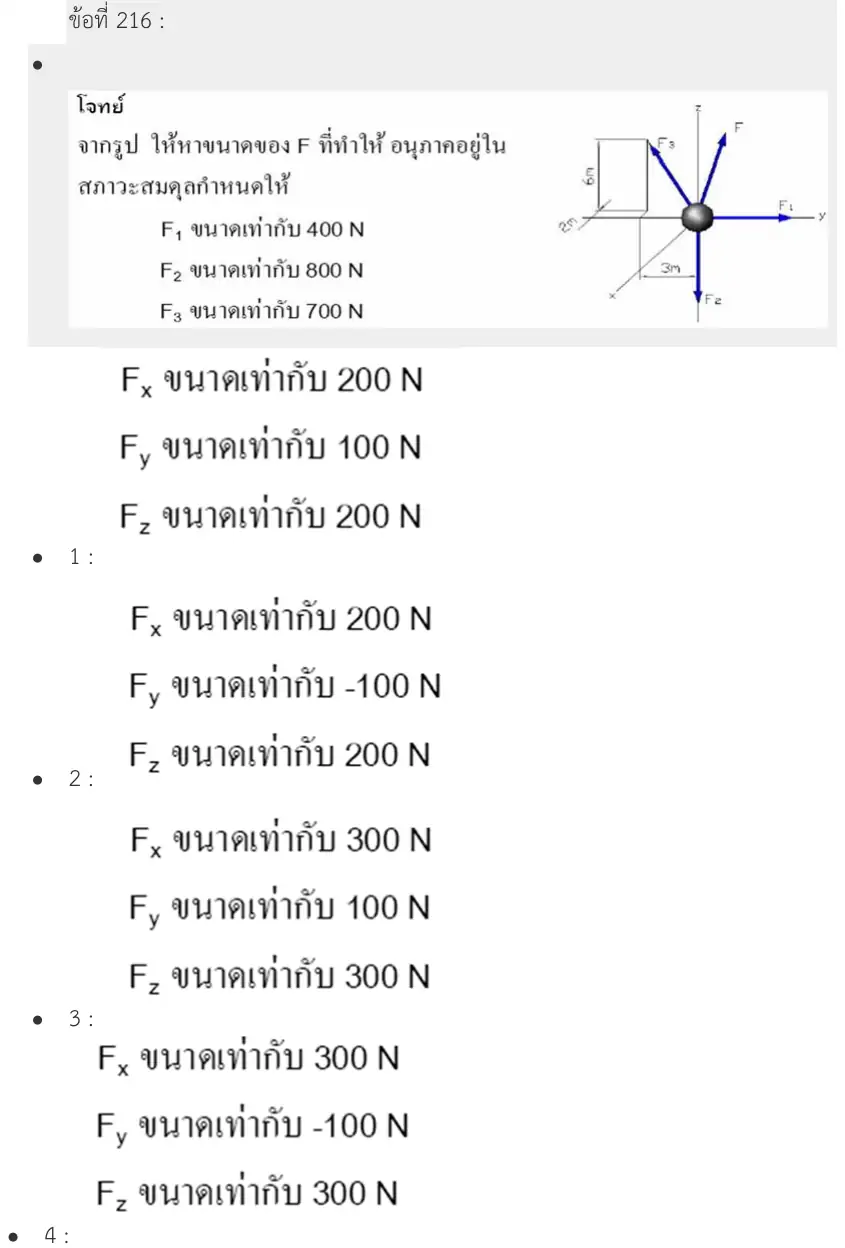 ข้อที่ 216 :
โจทย์
จากรูป ให้หาขนาดของ F ที่ทำให้ อนุภาคอยู่ใน
สภาวะสมดุลกำหนดให้
F₁ ขนาดเท่ากับ 400 N
F₂ ขนาดเท่ากับ 800 N
F₃ ขนาดเท่ากับ 700 N
z
F
F₃
6m
F₁
y
2m
3m
x
F₂
Fₓ ขนาดเท่ากับ 200 N
Fy ขนาดเท่ากับ 100 N
Fz ขนาดเท่ากับ 200 N
1 :
Fₓ ขนาดเท่ากับ 200 N
Fy ขนาดเท่ากับ -100 N
Fz ขนาดเท่ากับ 200 N
2 :
Fₓ ขนาดเท่ากับ 300 N
Fy ขนาดเท่ากับ 100 N
Fz ขนาดเท่ากับ 300 N
3 :
Fₓ ขนาดเท่ากับ 300 N
Fy ขนาดเท่ากับ -100 N
Fz ขนาดเท่ากับ 300 N
4 :